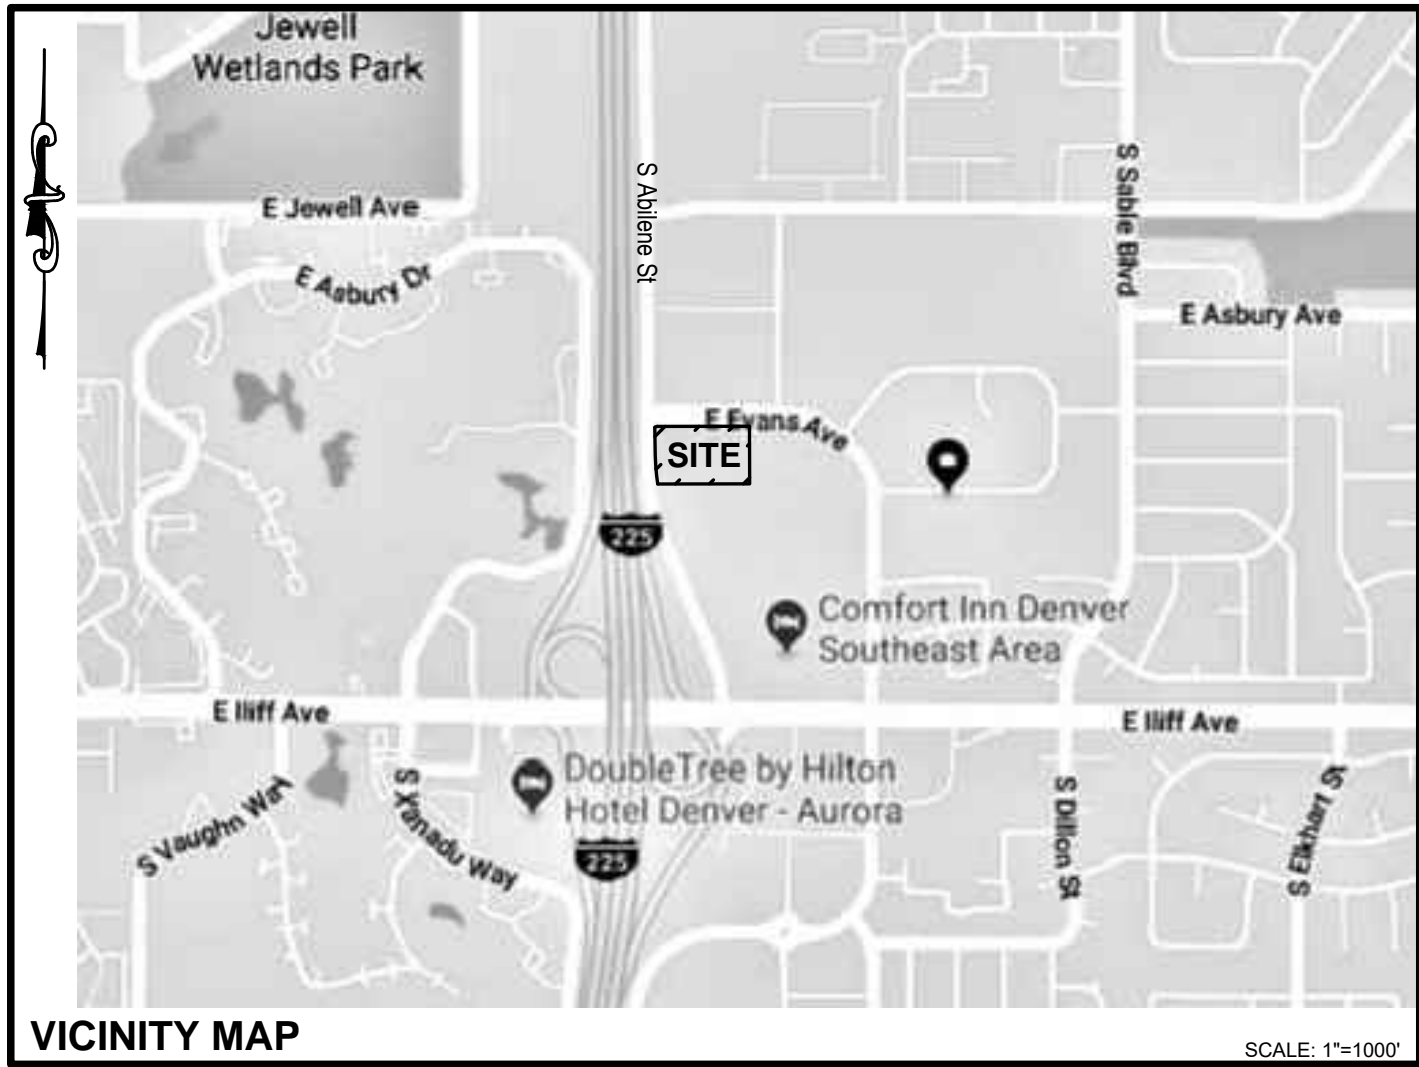 Jewell
Wetlands Park
S Abilene St
S Sable Blvd
E Jewell Ave
E Asbury Dr
E Asbury Ave
E Evans Ave
SITE
225
Comfort Inn Denver
Southeast Area
E Iliff Ave
E Iliff Ave
DoubleTree by Hilton
Hotel Denver - Aurora
S Vaughn Way
S Xanadu Way
225
S Dillon St
S Elkhart St
VICINITY MAP
SCALE: 1"=1000'